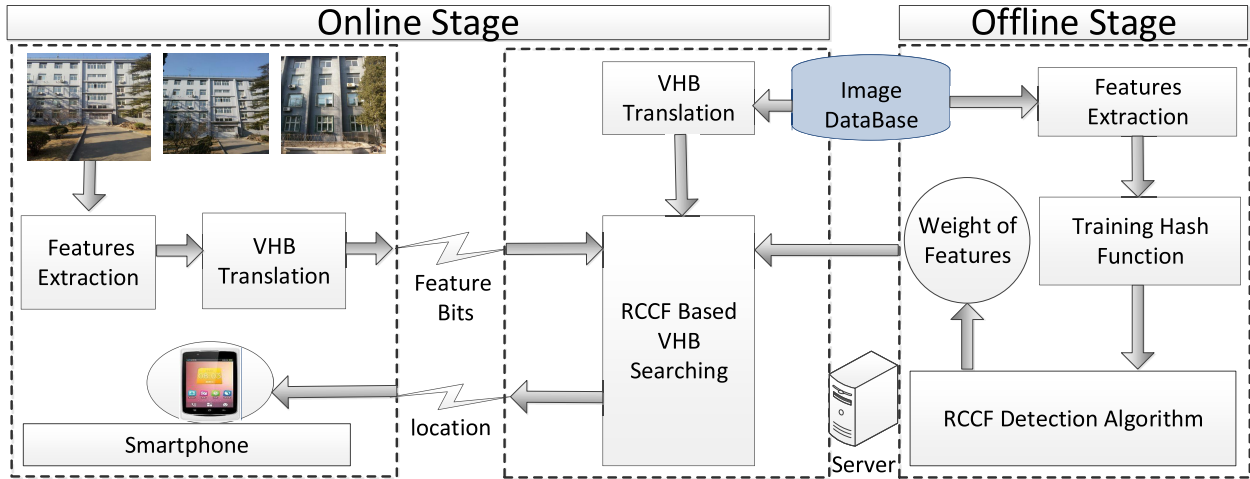 Online Stage
Offline Stage
VHB
Translation
Image
DataBase
Features
Extraction
Features
Extraction
VHB
Translation
Feature
Bits
RCCF Based
VHB
Searching
Weight of
Features
Training Hash
Function
RCCF Detection Algorithm
location
Smartphone
Server